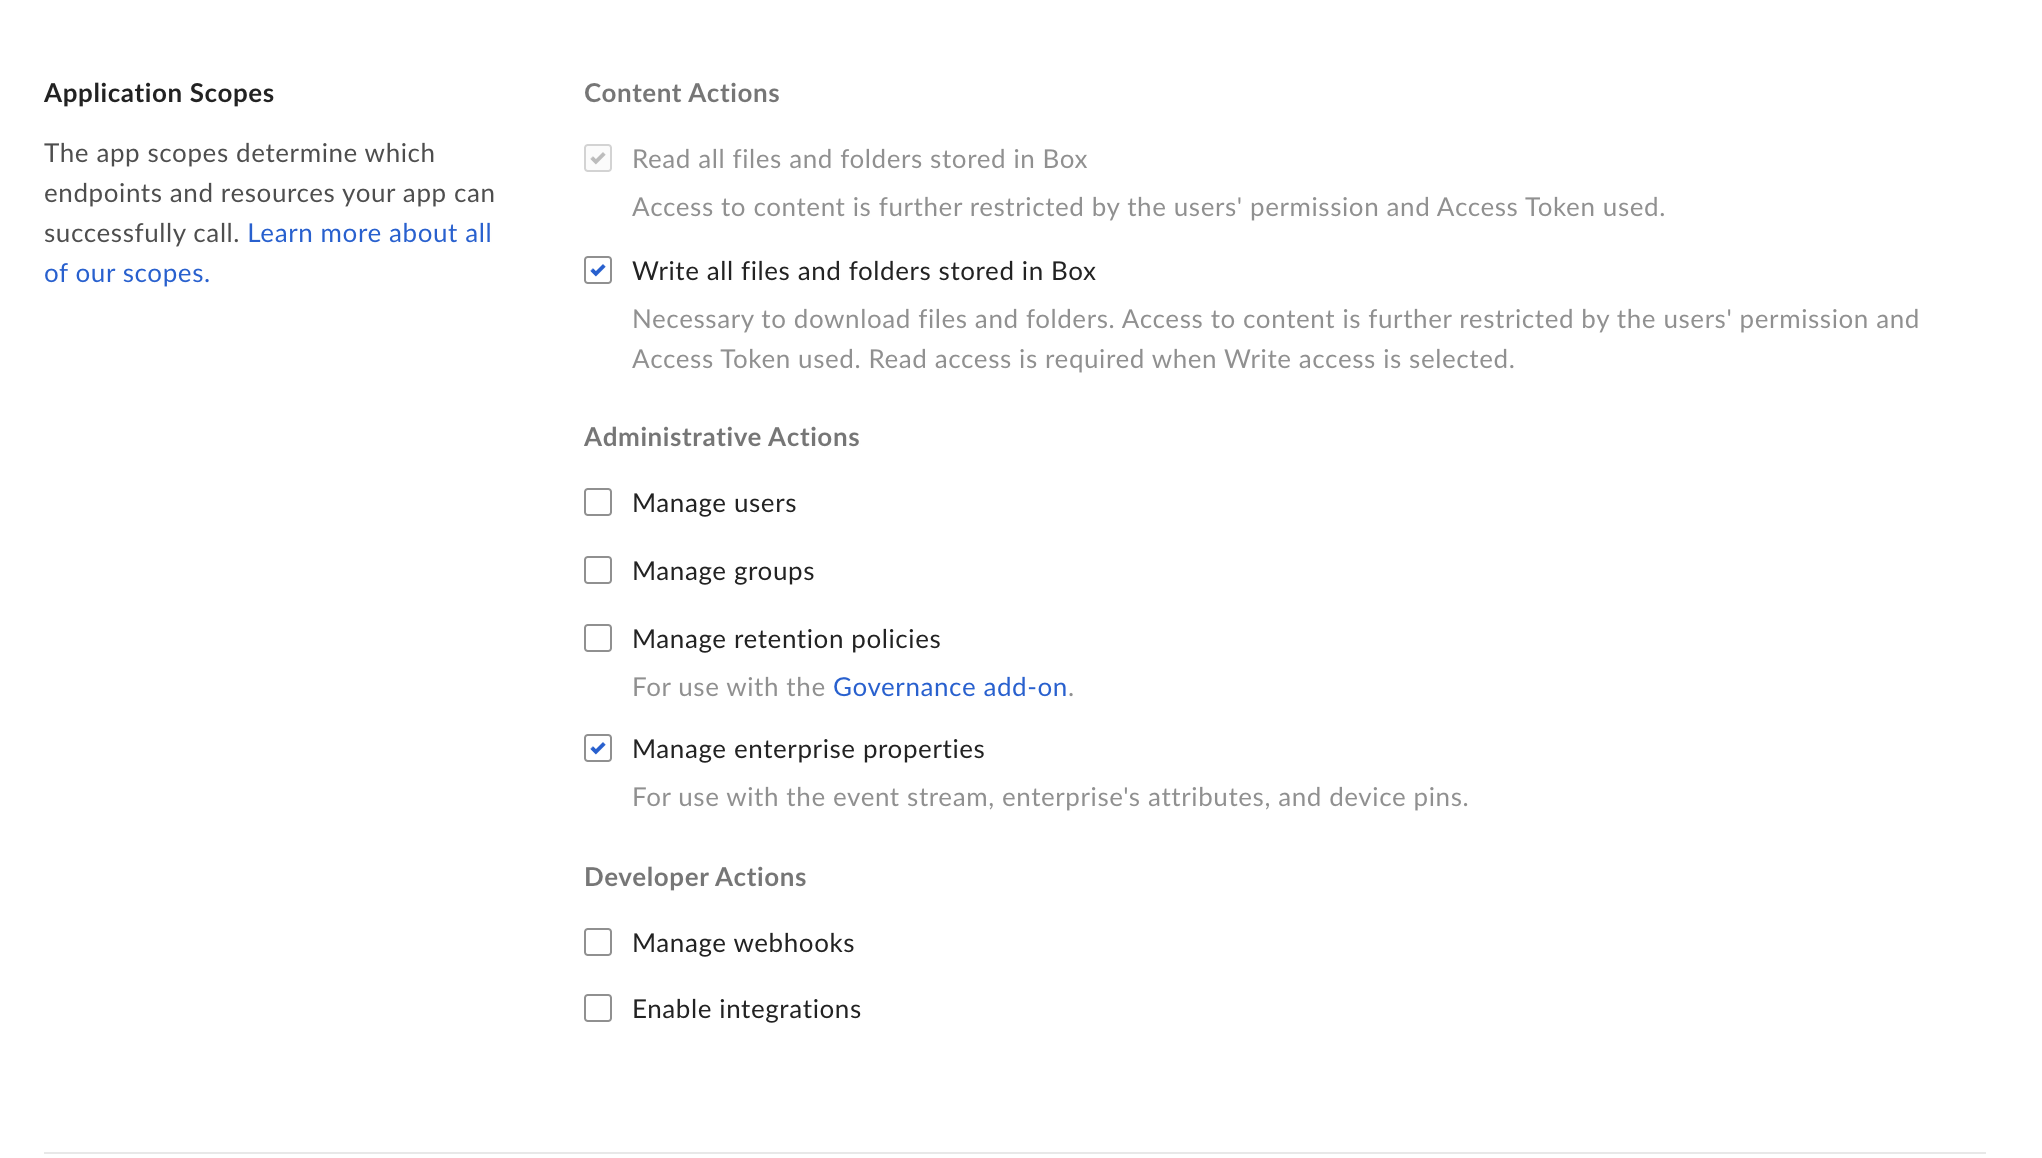 Application Scopes
The app scopes determine which
endpoints and resources your app can
successfully call. Learn more about all
of our scopes.
Content Actions
Read all files and folders stored in Box
Access to content is further restricted by the users' permission and Access Token used.
Write all files and folders stored in Box
Necessary to download files and folders. Access to content is further restricted by the users' permission and
Access Token used. Read access is required when Write access is selected.
Administrative Actions
Manage users
Manage groups
Manage retention policies
For use with the Governance add-on.
Manage enterprise properties
For use with the event stream, enterprise's attributes, and device pins.
Developer Actions
Manage webhooks
Enable integrations